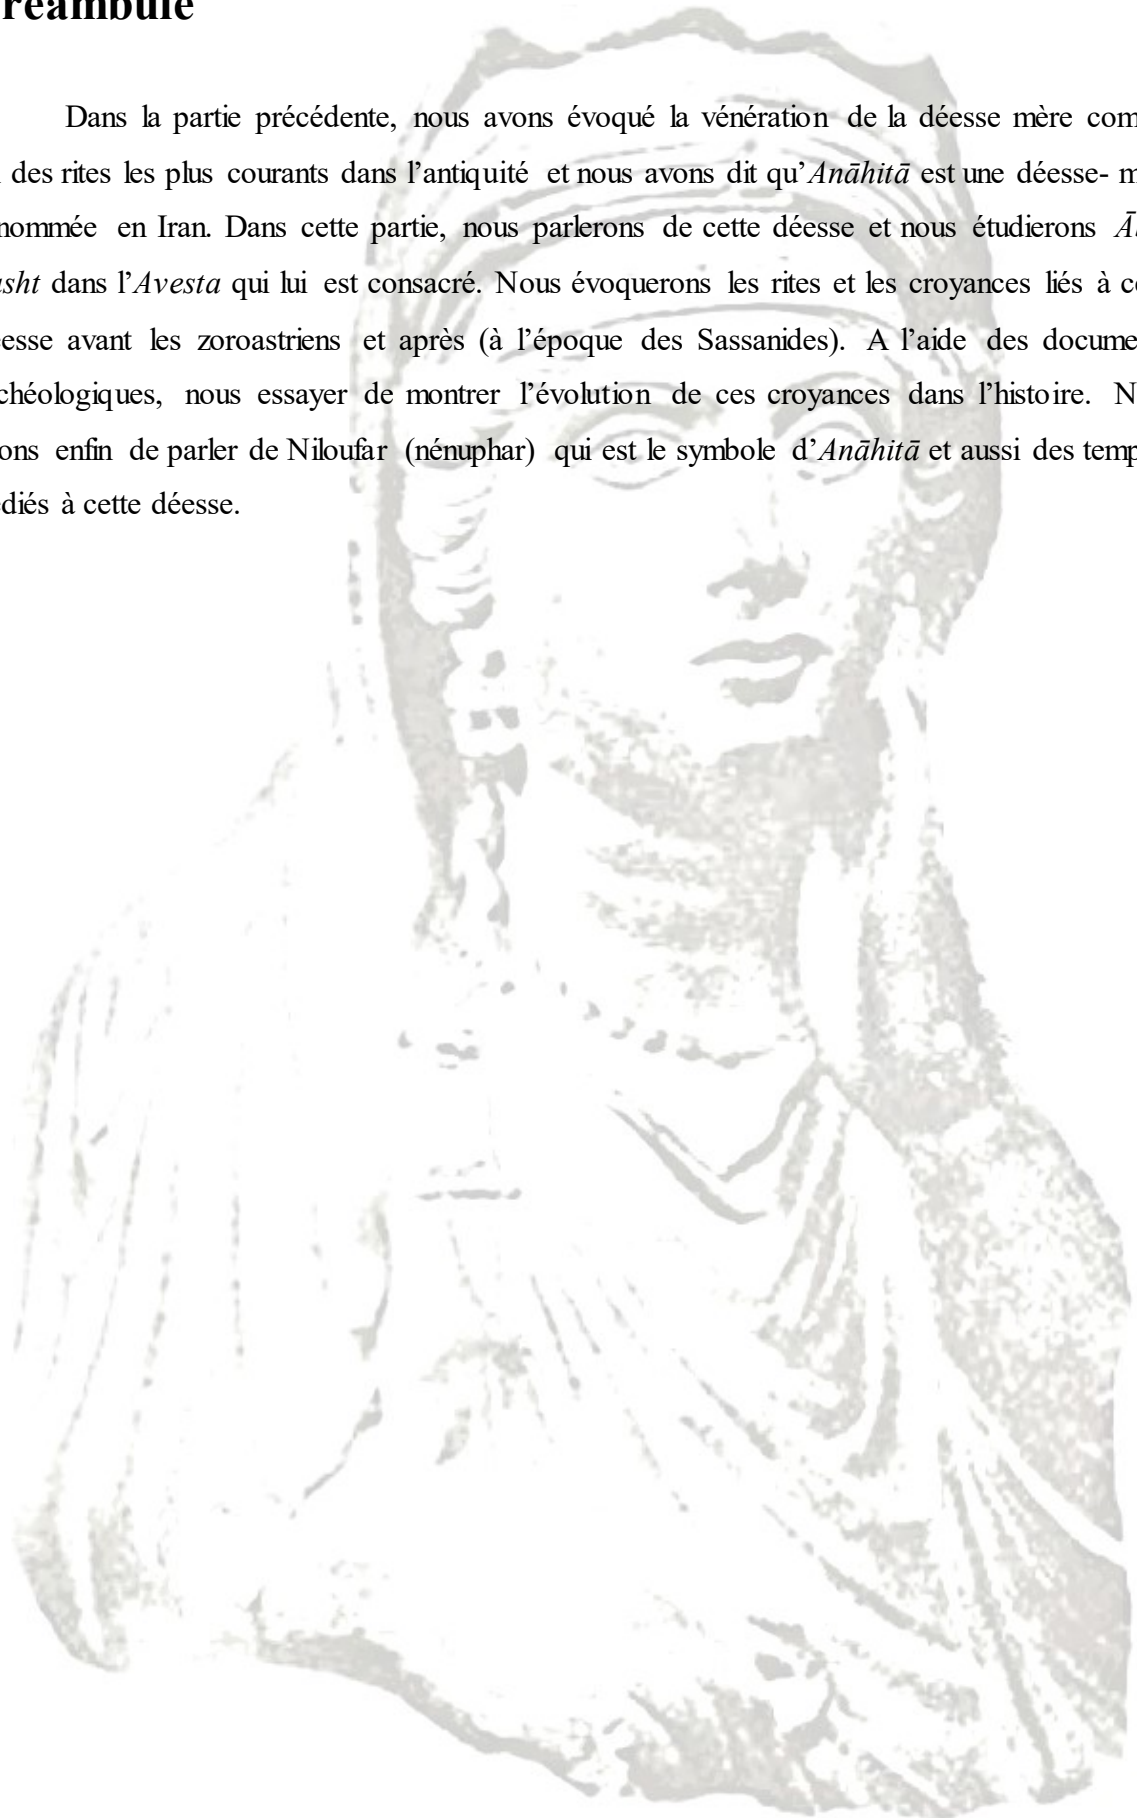 réambule
Dans la partie précédente, nous avons évoqué la vénération de la déesse mère com
des rites les plus courants dans l’antiquité et nous avons dit qu’Anāhitā est une déesse- m
nommée en Iran. Dans cette partie, nous parlerons de cette déesse et nous étudierons
asht dans l’Avesta qui lui est consacré. Nous évoquerons les rites et les croyances liés à ce
esse avant les zoroastriens et après (à l’époque des Sassanides). A l’aide des docume
chéologiques, nous essayer de montrer l’évolution de ces croyances dans l’histoire. N
ons enfin de parler de Niloufar (nénuphar) qui est le symbole d’Anāhitā et aussi des temp
diés à cette déesse.